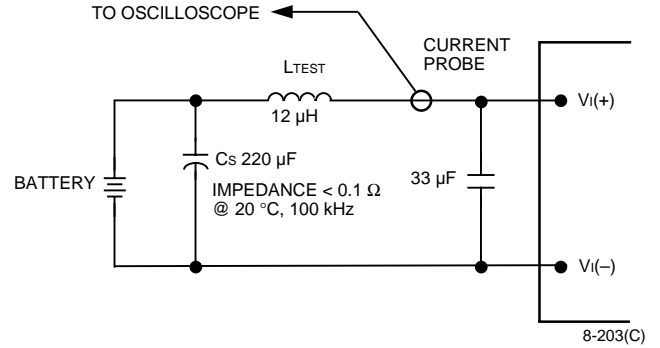 TO OSCILLOSCOPE
CURRENT
PROBE
LTEST
12 µH
VI(+)
CS 220 µF
IMPEDANCE < 0.1 Ω
@ 20 °C, 100 kHz
33 µF
BATTERY
VI(–)
8-203(C)